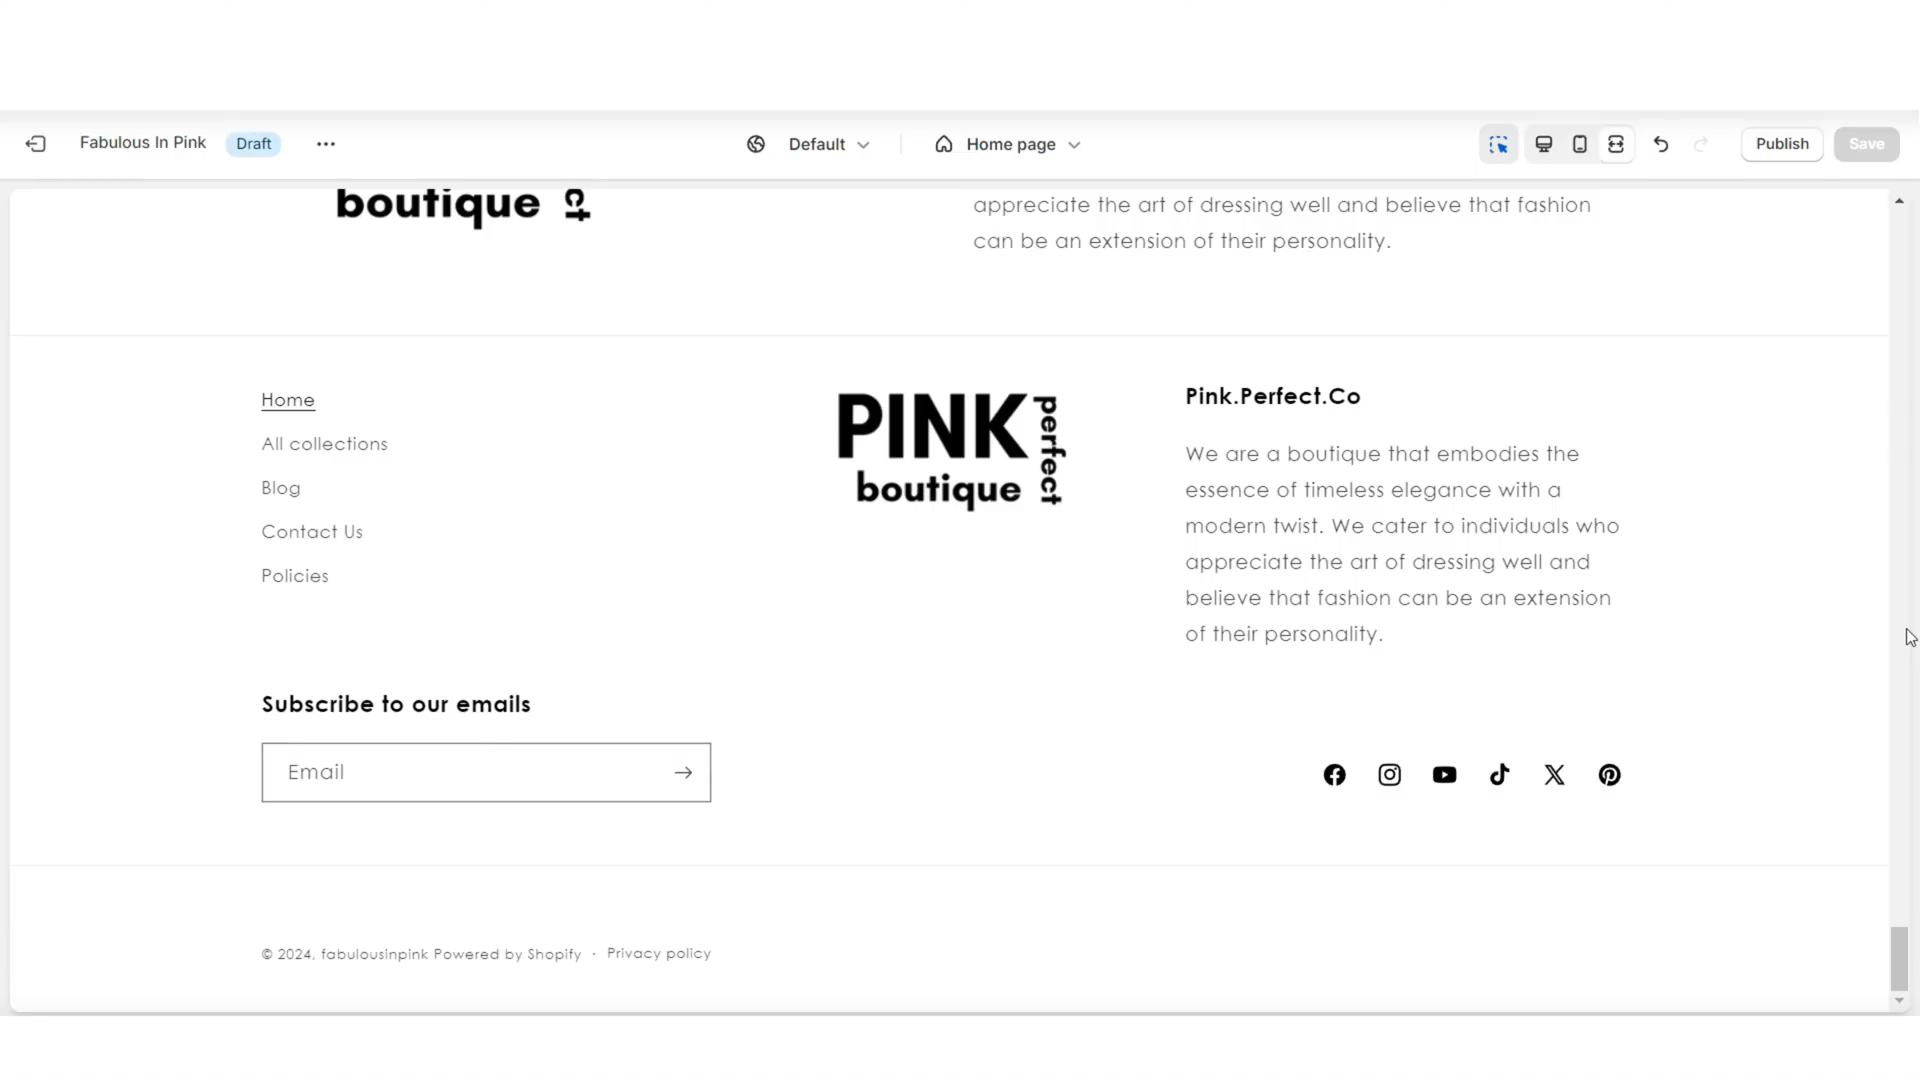 Fabulous In Pink Draft
Default
Home page
Publish
Save
boutique ct
appreciate the art of dressing well and believe that fashion
can be an extension of their personality.
Home
All collections
Blog
Contact Us
Policies
PINK
perfect
boutique
Pink.Perfect.Co
We are a boutique that embodies the
essence of timeless elegance with a
modern twist. We cater to individuals who
appreciate the art of dressing well and
believe that fashion can be an extension
of their personality.
Subscribe to our emails
Email
© 2024, fabulousinpink Powered by Shopify · Privacy policy